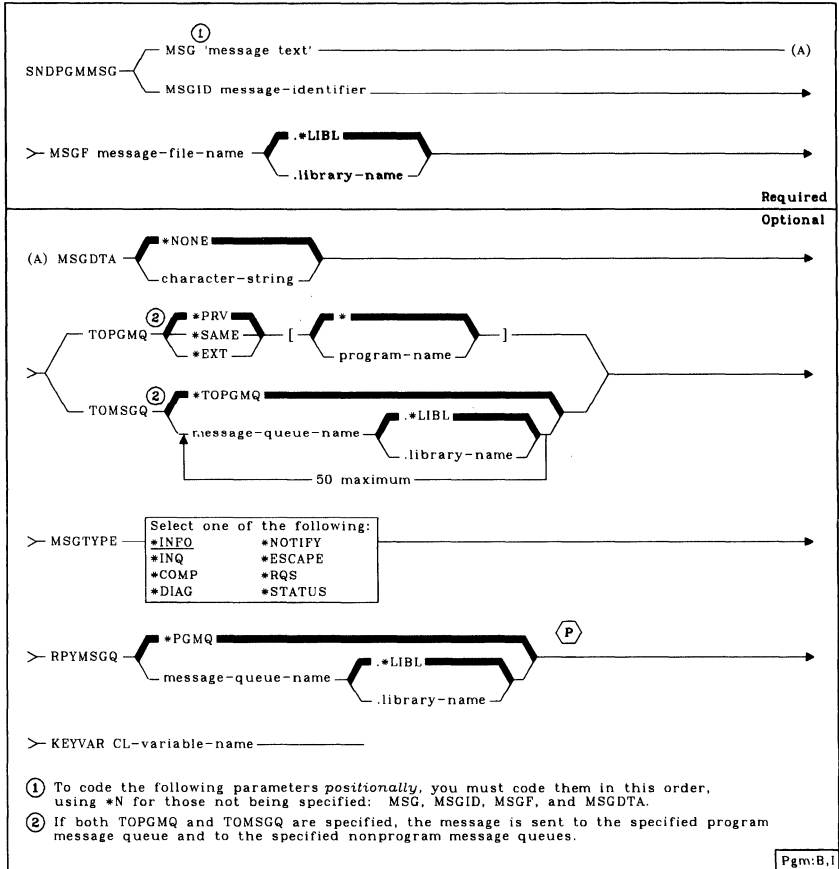 ①
MSG 'message text' (A)
SNDPGMMSG
MSGID message-identifier
.*LIBL
MSGF message-file-name
.library-name
Required
Optional
*NONE
(A) MSGDTA
character-string
② *PRV *
TOPGMQ *SAME [ ]
*EXT program-name
② *TOPGMQ
TOMSGQ .*LIBL
message-queue-name
.library-name
50 maximum
Select one of the following:
MSGTYPE *INFO *NOTIFY
*INQ *ESCAPE
*COMP *RQS
*DIAG *STATUS
*PGMQ P
RPYMSGQ .*LIBL
message-queue-name
.library-name
KEYVAR CL-variable-name
① To code the following parameters positionally, you must code them in this order,
using *N for those not being specified: MSG, MSGID, MSGF, and MSGDTA.
② If both TOPGMQ and TOMSGQ are specified, the message is sent to the specified program
message queue and to the specified nonprogram message queues.
Pgm:B,I